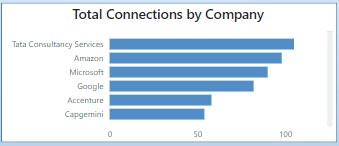 Total Connections by Company
Tata Consultancy Services
Amazon
Microsoft
Google
Accenture
Capgemini
0 50 100